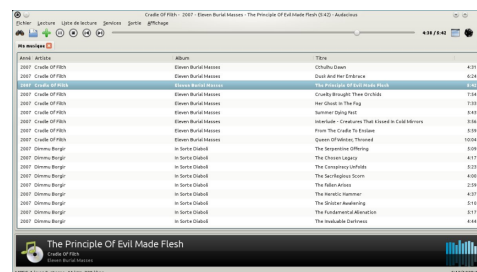 Cradle Of Filth - 2007 - Eleven Burial Masses - The Principle Of Evil Made Flesh (5:42) - Audacious
Fichier Lecture Liste de lecture Services Sortie Affichage
4:38 / 5:42
Ma musique
Anné Artiste Album Titre
2007 Cradle Of Filth Eleven Burial Masses Cthulhu Dawn 4:31
2007 Cradle Of Filth Eleven Burial Masses Dusk And Her Embrace 6:24
2007 Cradle Of Filth Eleven Burial Masses The Principle Of Evil Made Flesh 5:42
2007 Cradle Of Filth Eleven Burial Masses Cruelty Brought Thee Orchids 7:34
2007 Cradle Of Filth Eleven Burial Masses Her Ghost In The Fog 7:33
2007 Cradle Of Filth Eleven Burial Masses Summer Dying Fast 5:43
2007 Cradle Of Filth Eleven Burial Masses Interlude - Creatures That Kissed In Cold Mirrors 3:36
2007 Cradle Of Filth Eleven Burial Masses From The Cradle To Enslave 5:39
2007 Cradle Of Filth Eleven Burial Masses Queen Of Winter, Throned 10:04
2007 Dimmu Borgir In Sorte Diaboli The Serpentine Offering 5:09
2007 Dimmu Borgir In Sorte Diaboli The Chosen Legacy 4:17
2007 Dimmu Borgir In Sorte Diaboli The Conspiracy Unfolds 5:23
2007 Dimmu Borgir In Sorte Diaboli The Sacrilegious Scorn 4:00
2007 Dimmu Borgir In Sorte Diaboli The Fallen Arises 2:59
2007 Dimmu Borgir In Sorte Diaboli The Heretic Hammer 4:37
2007 Dimmu Borgir In Sorte Diaboli The Sinister Awakening 5:10
2007 Dimmu Borgir In Sorte Diaboli The Fundamental Alienation 5:17
2007 Dimmu Borgir In Sorte Diaboli The Invaluable Darkness 4:44
The Principle Of Evil Made Flesh
Cradle Of Filth
Eleven Burial Masses